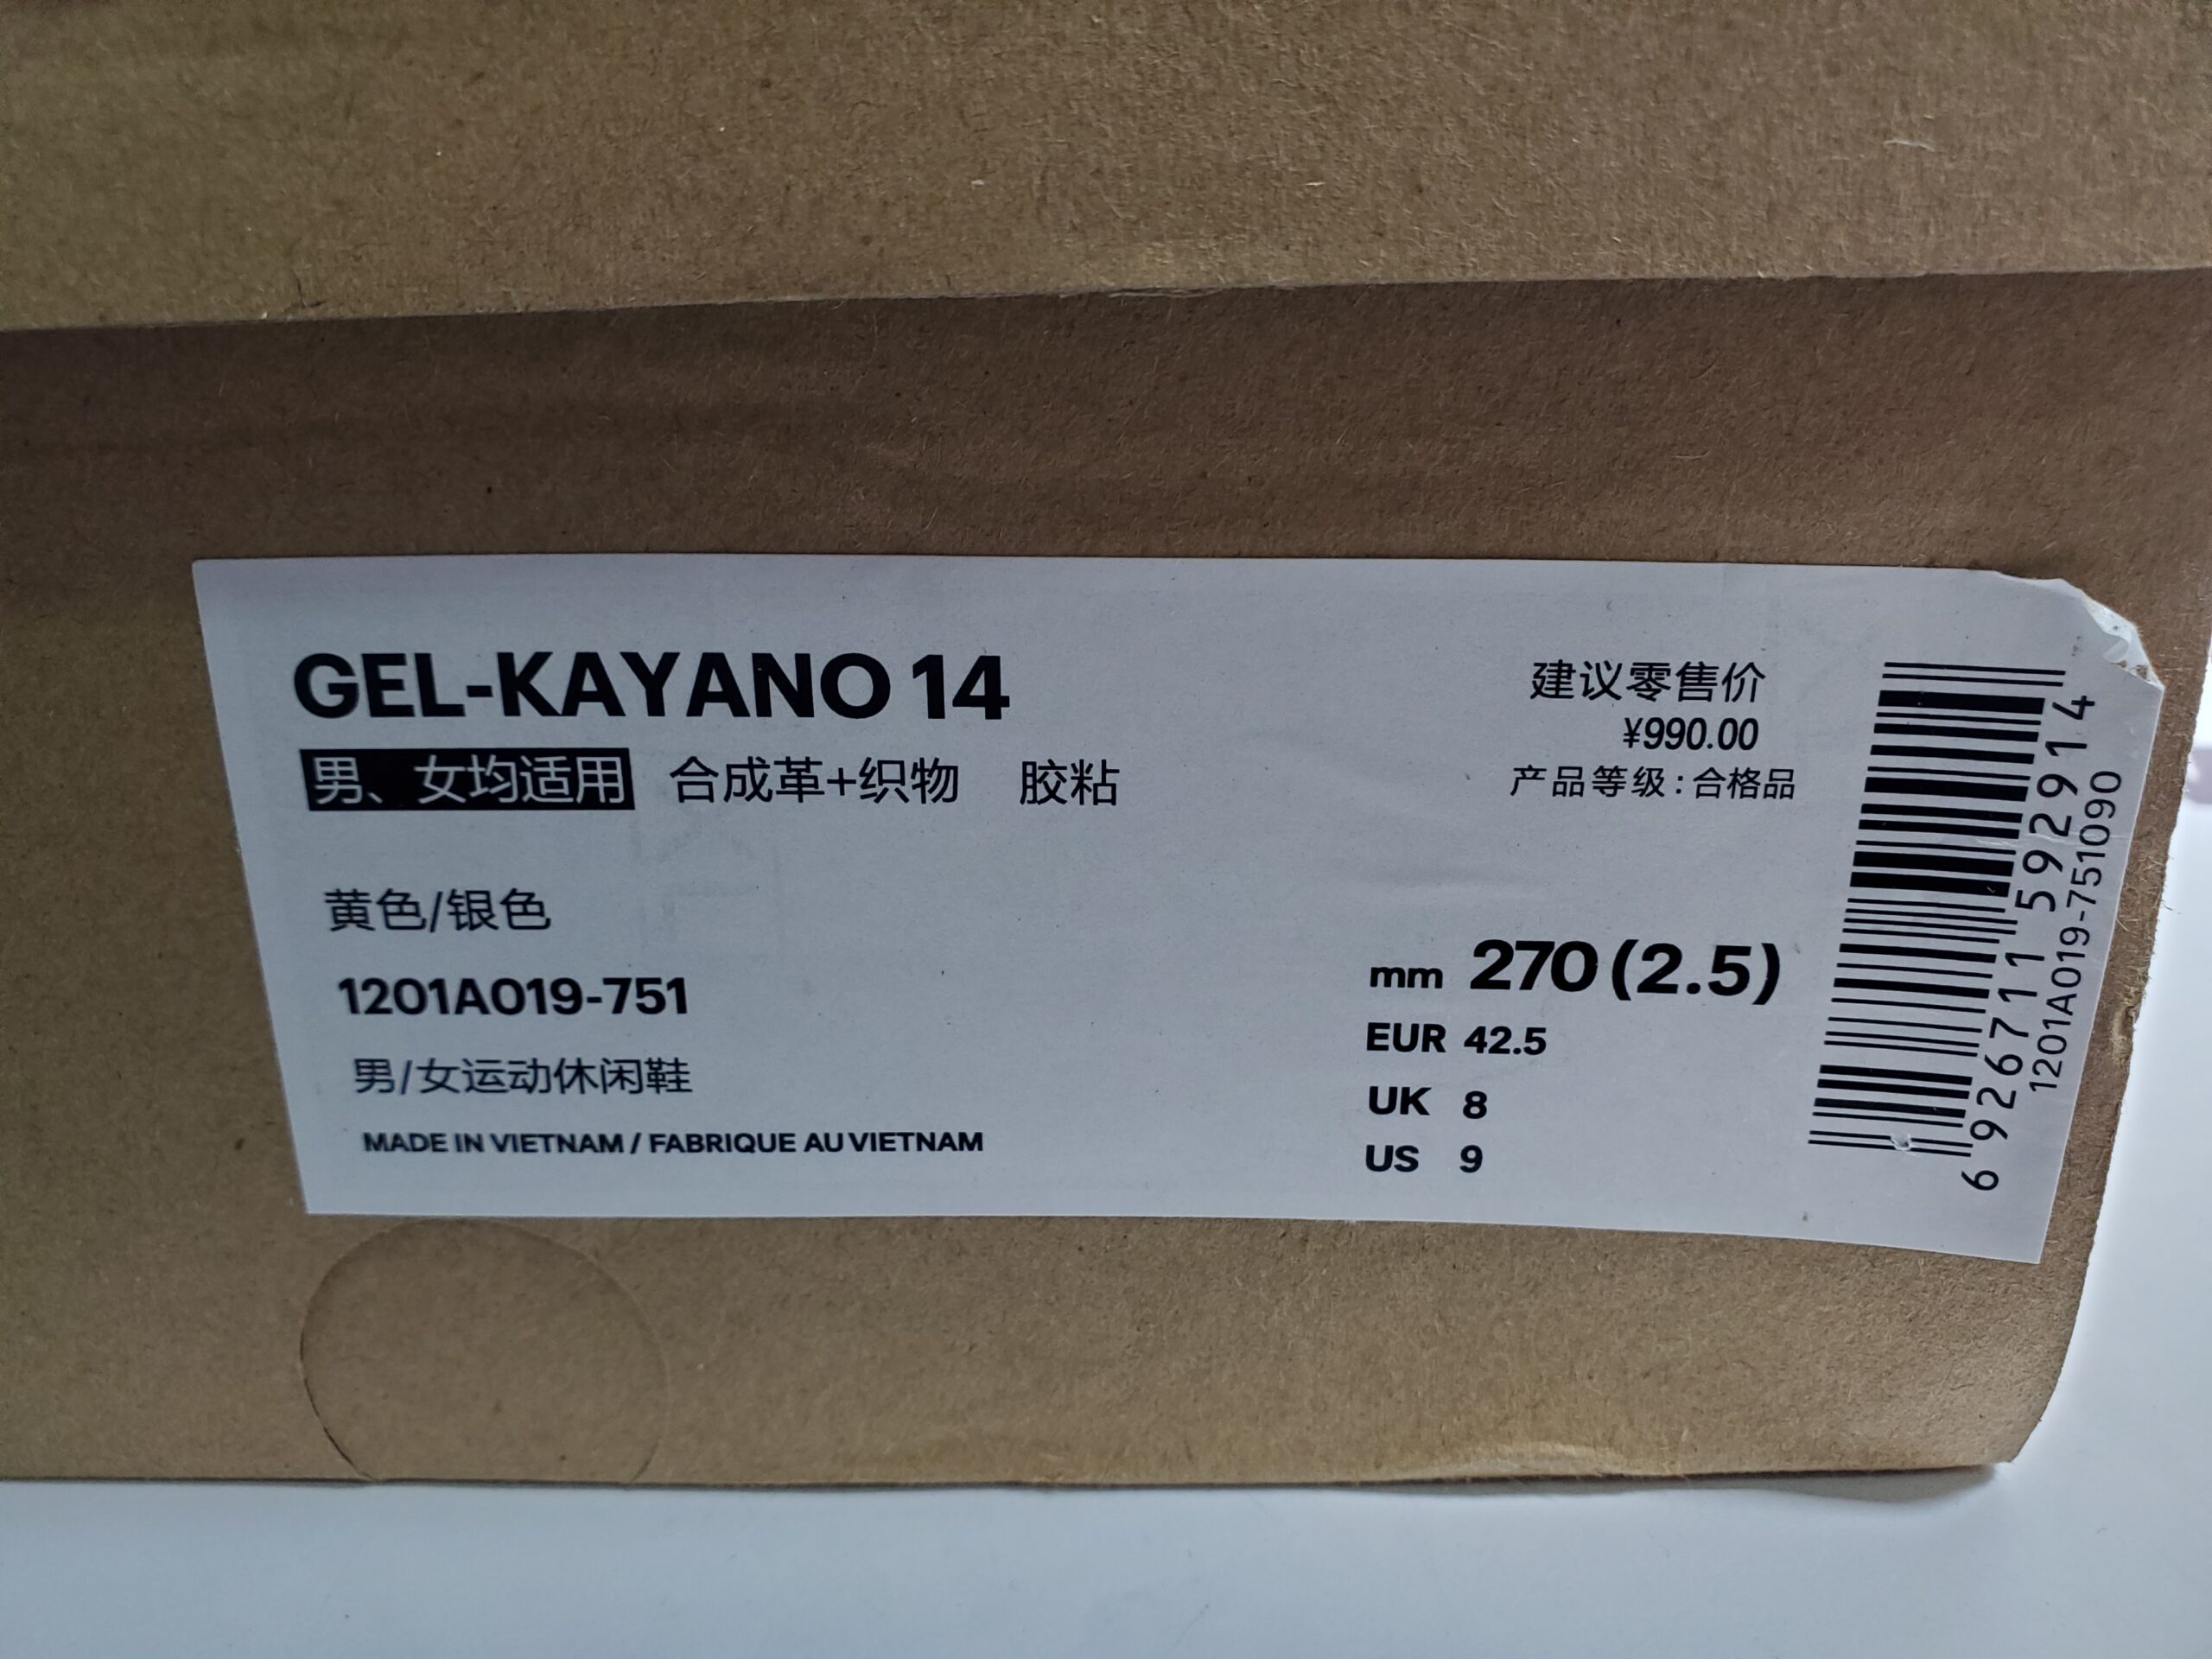 GEL-KAYANO 14
男、女均适用 合成革+织物 胶粘
黄色/银色
1201A019-751
男/女运动休闲鞋
MADE IN VIETNAM / FABRIQUE AU VIETNAM
建议零售价
¥990.00
产品等级:合格品
mm 270 (2.5)
EUR 42.5
UK 8
US 9
6 926711 592914
1201A019-751090